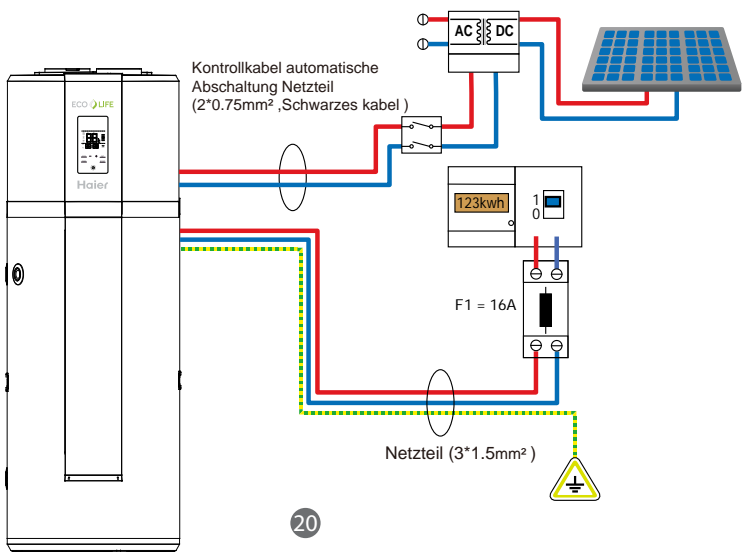 AC DC
Kontrollkabel automatische
Abschaltung Netzteil
(2*0.75mm² ,Schwarzes kabel )
ECO LIFE
Haier
123kwh
1
0
F1 = 16A
Netzteil (3*1.5mm² )
20